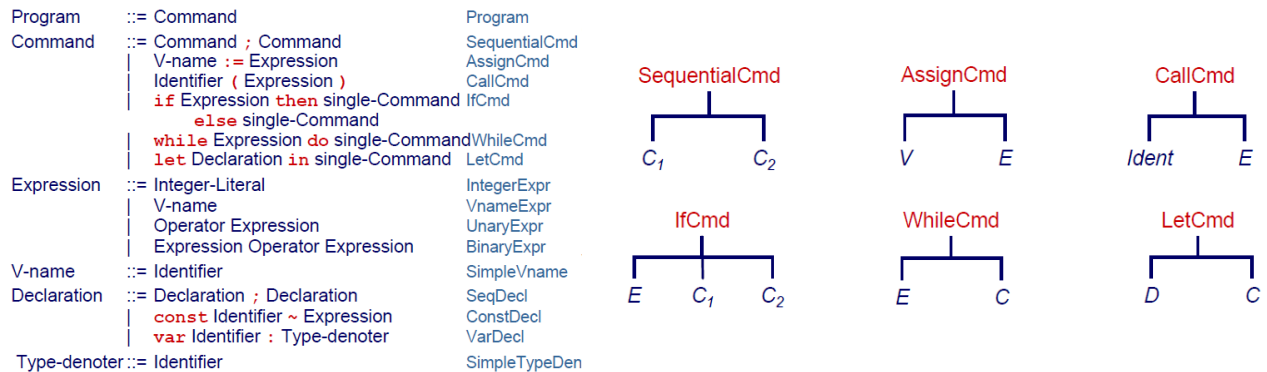 Program ::= Command Program
Command ::= Command ; Command SequentialCmd
| V-name := Expression AssignCmd
| Identifier ( Expression ) CallCmd
| if Expression then single-Command IfCmd
else single-Command
| while Expression do single-Command WhileCmd
| let Declaration in single-Command LetCmd
Expression ::= Integer-Literal IntegerExpr
| V-name VnameExpr
| Operator Expression UnaryExpr
| Expression Operator Expression BinaryExpr
V-name ::= Identifier SimpleVname
Declaration ::= Declaration ; Declaration SeqDecl
| const Identifier ~ Expression ConstDecl
| var Identifier : Type-denoter VarDecl
Type-denoter ::= Identifier SimpleTypeDen
SequentialCmd AssignCmd CallCmd
C1 C2 V E Ident E
IfCmd WhileCmd LetCmd
E C1 C2 E C D C